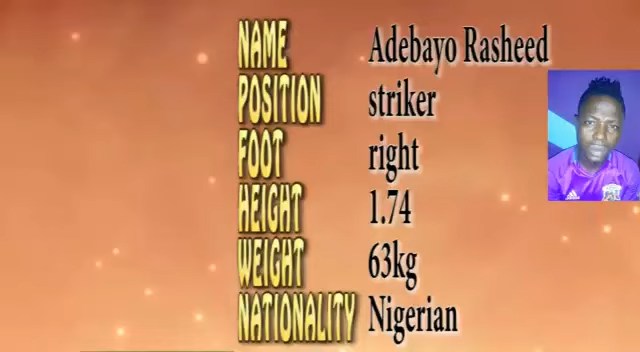 NAME Adebayo Rasheed
POSITION striker
FOOT right
HEIGHT 1.74
WEIGHT 63kg
NATIONALITY Nigerian